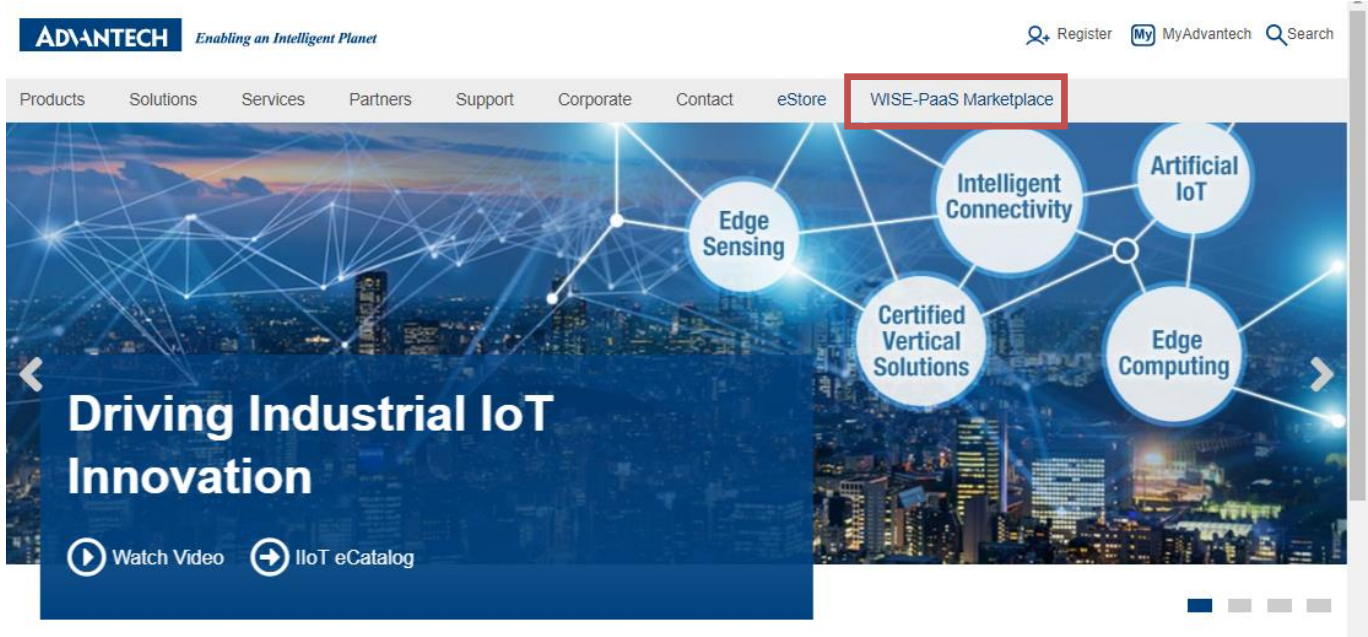 ADVANTECH Enabling an Intelligent Planet
Register My MyAdvantech Search
Products Solutions Services Partners Support Corporate Contact eStore WISE-PaaS Marketplace
Edge
Sensing
Intelligent
Connectivity
Artificial
IoT
Certified
Vertical
Solutions
Edge
Computing
Driving Industrial IoT
Innovation
Watch Video IIoT eCatalog